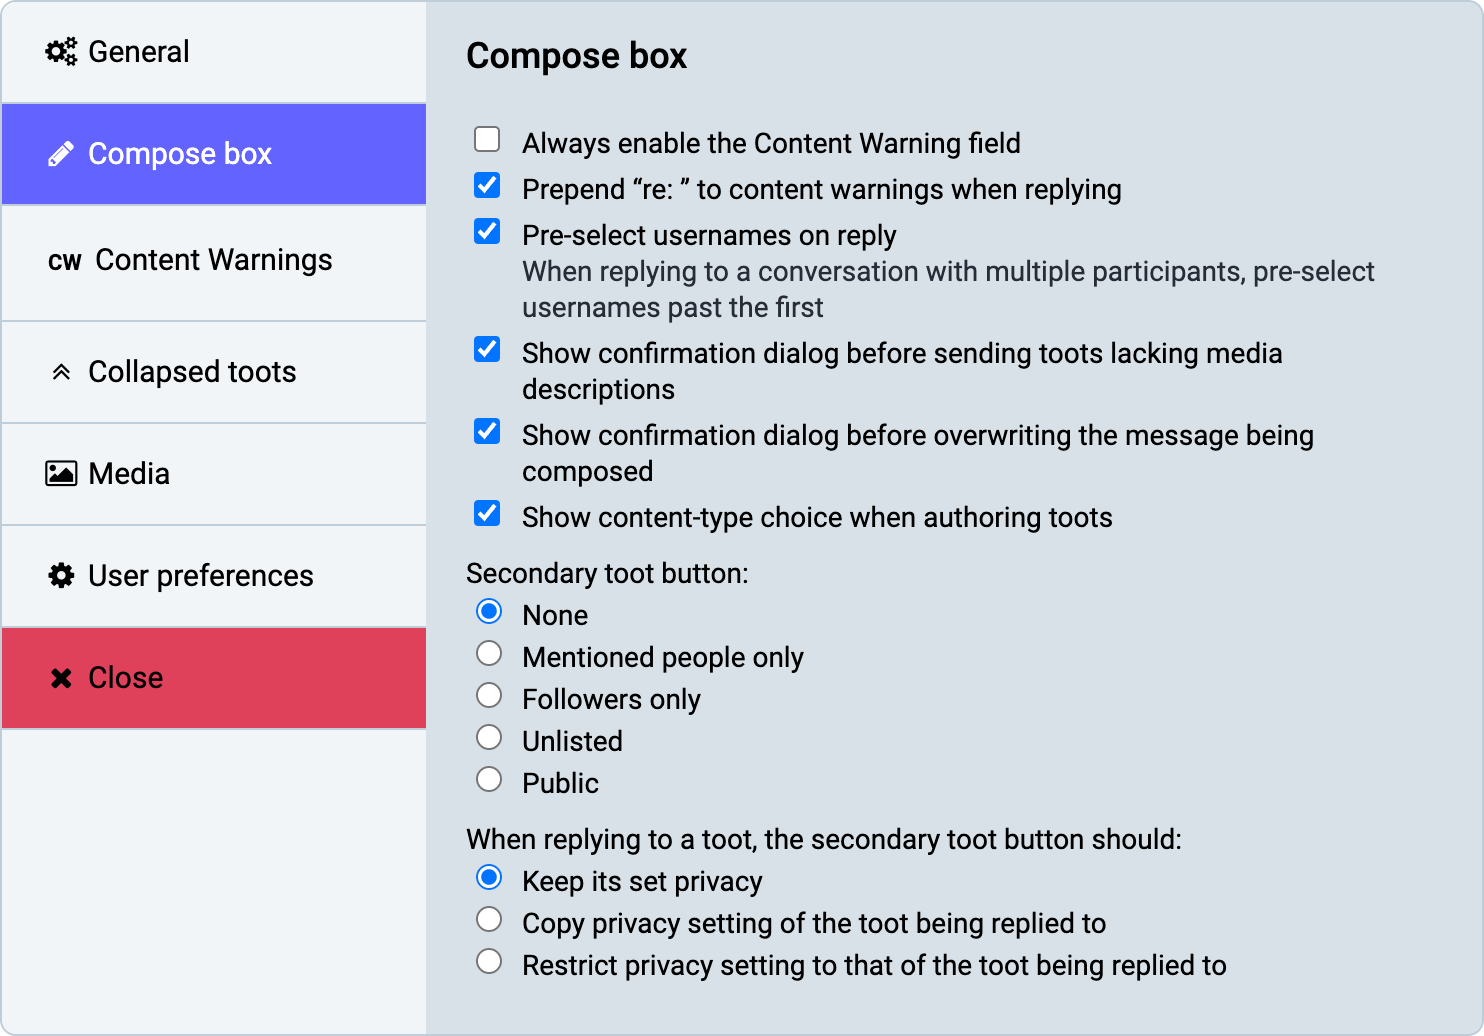 General
Compose box
CW Content Warnings
Collapsed toots
Media
User preferences
Close
Compose box
Always enable the Content Warning field
Prepend “re: ” to content warnings when replying
Pre-select usernames on reply
When replying to a conversation with multiple participants, pre-select
usernames past the first
Show confirmation dialog before sending toots lacking media
descriptions
Show confirmation dialog before overwriting the message being
composed
Show content-type choice when authoring toots
Secondary toot button:
None
Mentioned people only
Followers only
Unlisted
Public
When replying to a toot, the secondary toot button should:
Keep its set privacy
Copy privacy setting of the toot being replied to
Restrict privacy setting to that of the toot being replied to